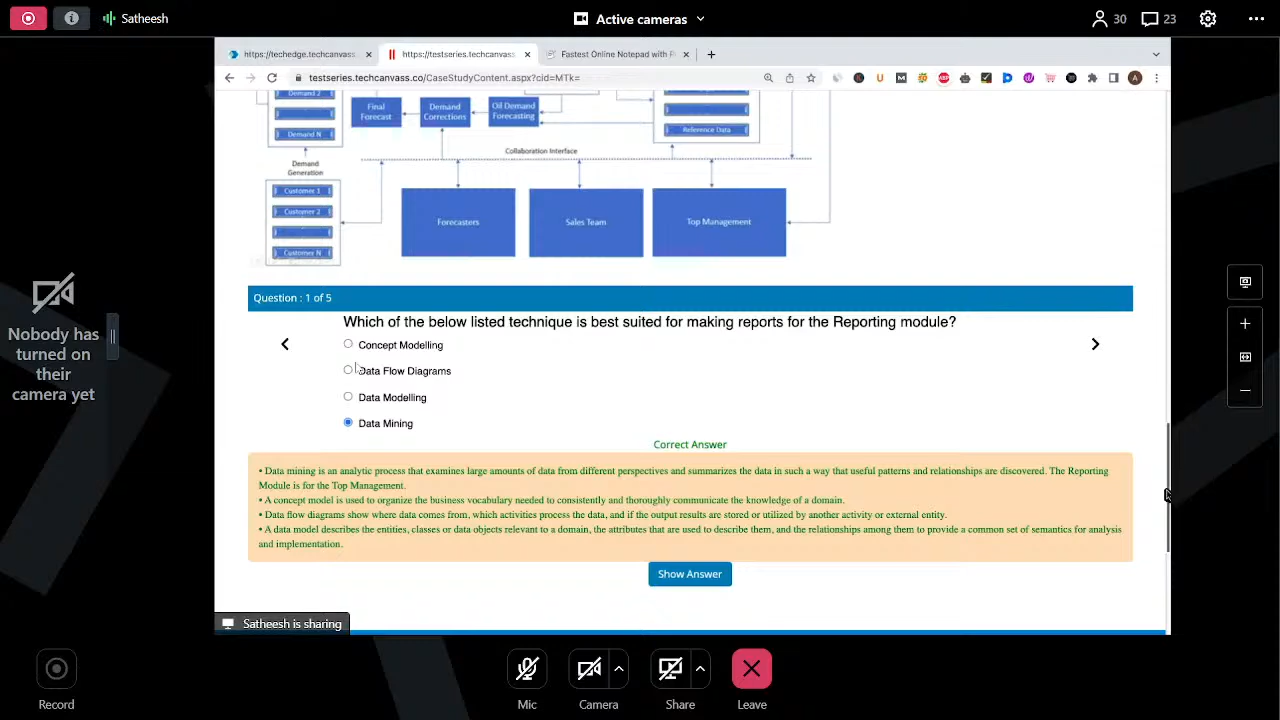 Satheesh
Active cameras
30
23
https://techedge.techcanvass
https://testseries.techcanvass.co
Fastest Online Notepad with
testseries.techcanvass.co/CaseStudyContent.aspx?cid=MTk=
Demand 2
Demand N
Final
Forecast
Demand
Corrections
Oil Demand
Forecasting
Reference Data
Collaboration Interface
Demand
Generation
Customer 1
Customer 2
Customer N
Forecasters
Sales Team
Top Management
Question : 1 of 5
Which of the below listed technique is best suited for making reports for the Reporting module?
Concept Modelling
Data Flow Diagrams
Data Modelling
Data Mining
Correct Answer
• Data mining is an analytic process that examines large amounts of data from different perspectives and summarizes the data in such a way that useful patterns and relationships are discovered. The Reporting
Module is for the Top Management.
• A concept model is used to organize the business vocabulary needed to consistently and thoroughly communicate the knowledge of a domain.
• Data flow diagrams show where data comes from, which activities process the data, and if the output results are stored or utilized by another activity or external entity.
• A data model describes the entities, classes or data objects relevant to a domain, the attributes that are used to describe them, and the relationships among them to provide a common set of semantics for analysis
and implementation.
Show Answer
Nobody has
turned on
their
camera yet
Satheesh is sharing
Record
Mic
Camera
Share
Leave